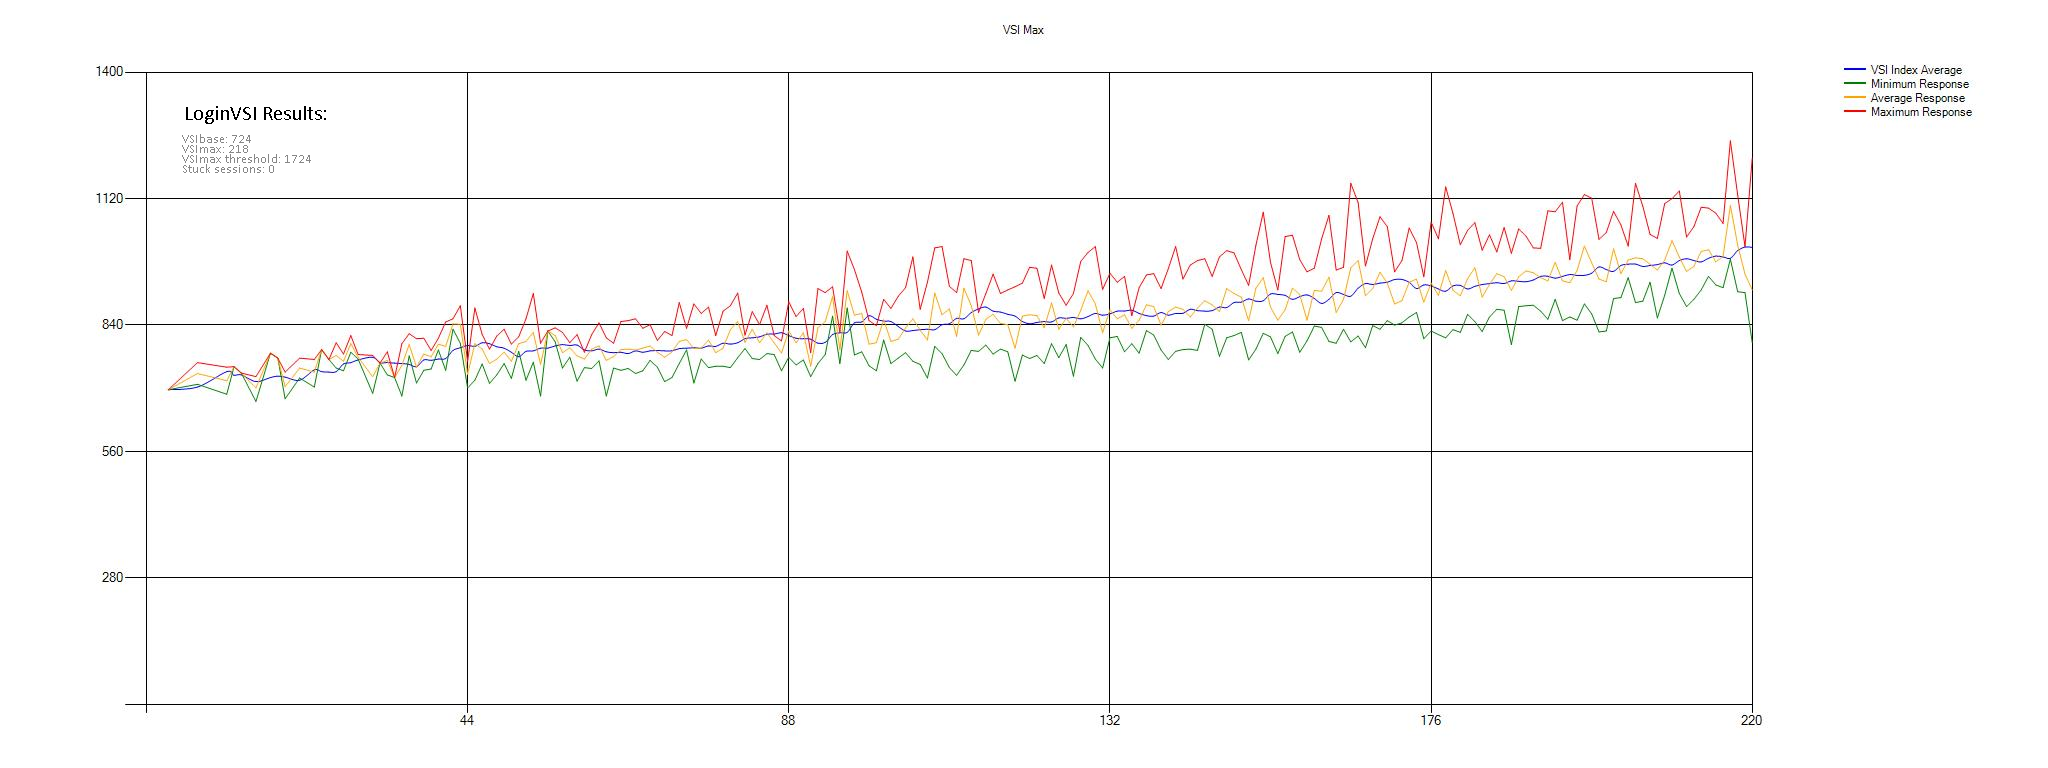 VSI Max
1400
1120
840
560
280
44
88
132
176
220
LoginVSI Results:
VSIbase: 724
VSImax: 218
VSImax threshold: 1724
Stuck sessions: 0
VSI Index Average
Minimum Response
Average Response
Maximum Response